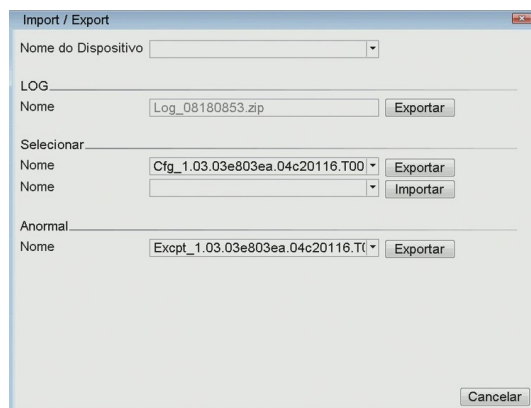 Import / Export
Nome do Dispositivo
LOG
Nome Log_08180853.zip Exportar
Selecionar
Nome Cfg_1.03.03e803ea.04c20116.T00 Exportar
Nome Importar
Anormal
Nome Excpt_1.03.03e803ea.04c20116.T( Exportar
Cancelar